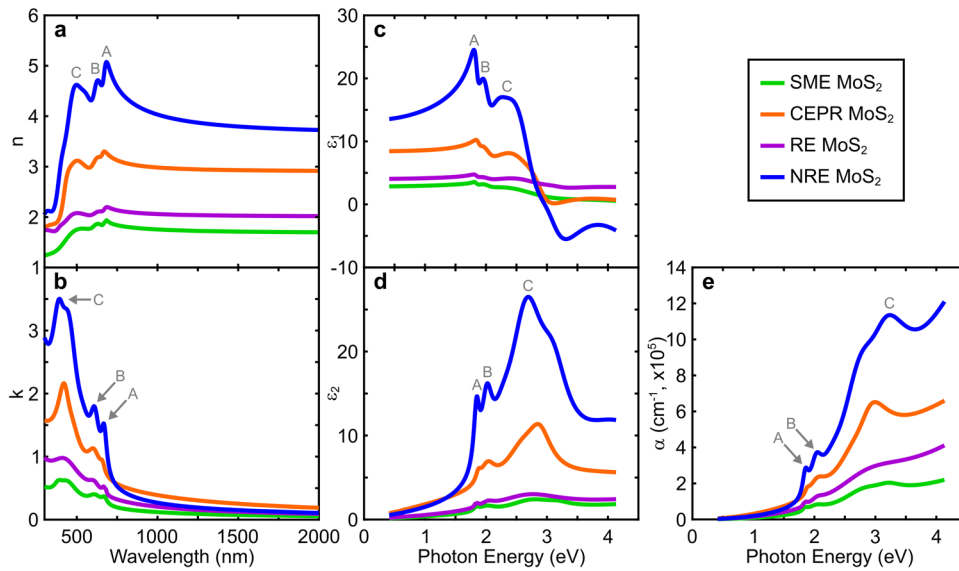 a
6
5
4
3
2
1
n
C
B
A
b
3
2
1
0
k
C
B
A
500
1000
1500
2000
Wavelength (nm)
c
30
20
10
0
-10
ε₁
A
B
C
d
20
10
0
ε₂
A
B
C
0
1
2
3
4
Photon Energy (eV)
e
14
12
10
8
6
4
2
0
α (cm⁻¹, x10⁵)
A
B
C
0
1
2
3
4
Photon Energy (eV)
SME MoS₂
CEPR MoS₂
RE MoS₂
NRE MoS₂